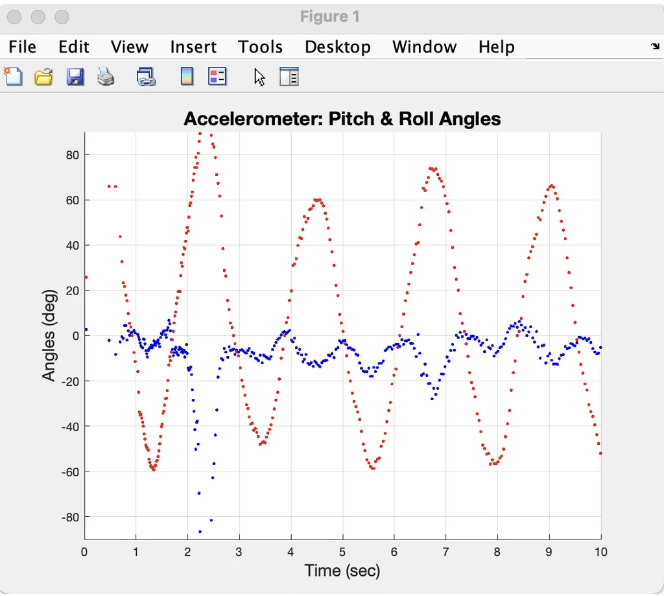 Figure 1
File Edit View Insert Tools Desktop Window Help
Accelerometer: Pitch & Roll Angles
80
60
40
20
0
-20
-40
-60
-80
Angles (deg)
0 1 2 3 4 5 6 7 8 9 10
Time (sec)